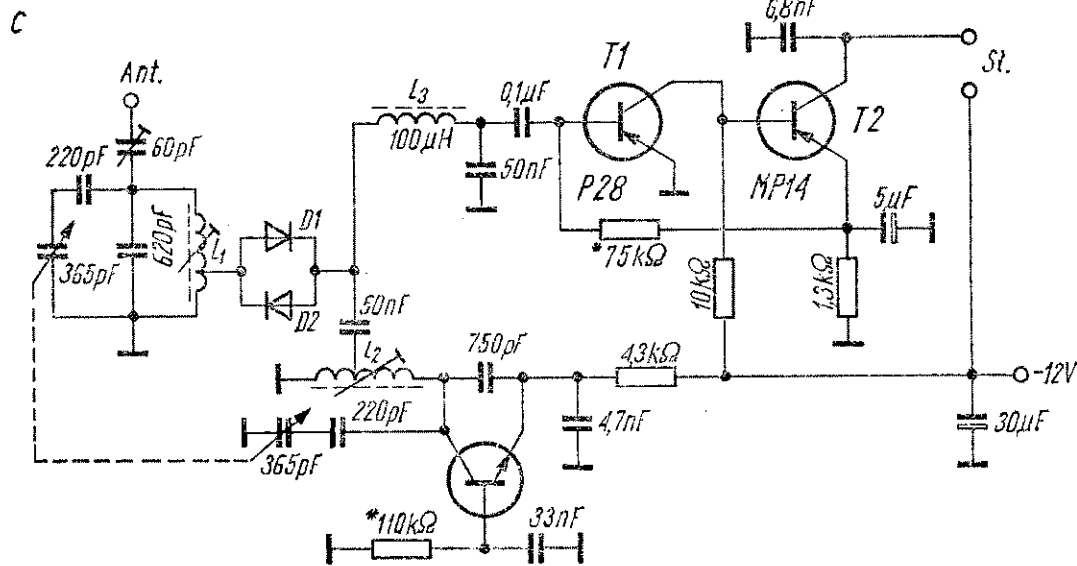 C
6,8nF
Ant.
T1
St.
L3
0,1µF
T2
220pF
60pF
100µH
50nF
P28
MP14
5µF
D1
620pF
L1
365pF
*75kΩ
10kΩ
1,3kΩ
D2
50nF
L2
750pF
4,3kΩ
-12V
220pF
4,7nF
30µF
365pF
*110kΩ
33nF